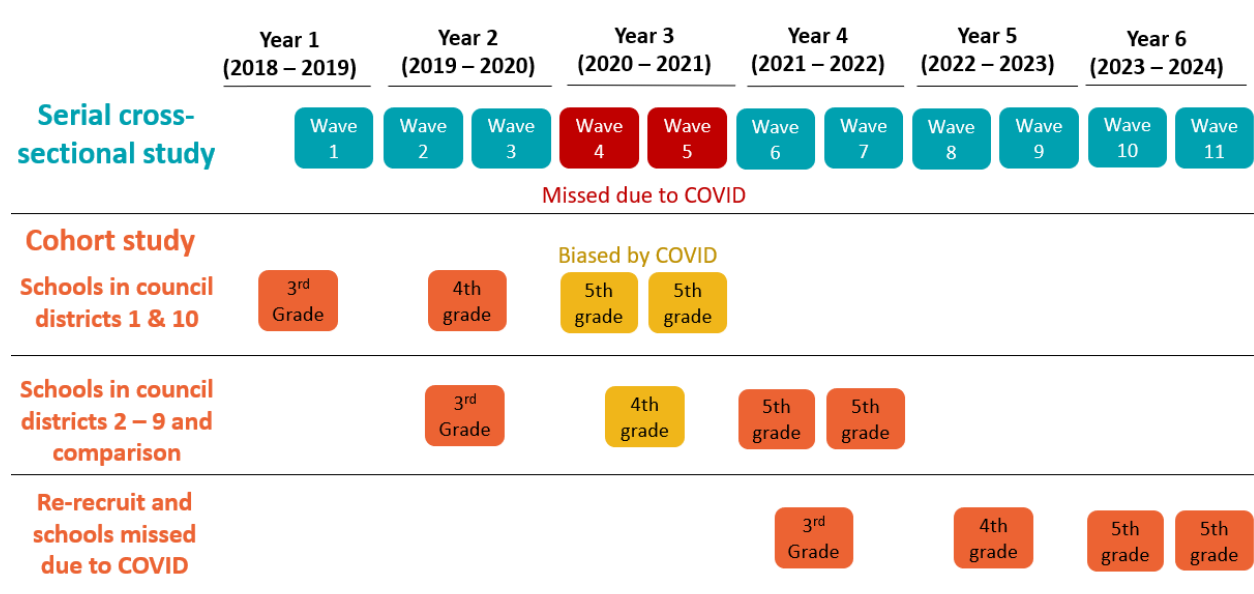 Year 1
(2018 – 2019)
Year 2
(2019 – 2020)
Year 3
(2020 – 2021)
Year 4
(2021 – 2022)
Year 5
(2022 – 2023)
Year 6
(2023 – 2024)
Serial cross-
sectional study
Wave
1
Wave
2
Wave
3
Wave
4
Wave
5
Wave
6
Wave
7
Wave
8
Wave
9
Wave
10
Wave
11
Missed due to COVID
Cohort study
Biased by COVID
Schools in council
districts 1 & 10
3rd
Grade
4th
grade
5th
grade
5th
grade
Schools in council
districts 2 – 9 and
comparison
3rd
Grade
4th
grade
5th
grade
5th
grade
Re-recruit and
schools missed
due to COVID
3rd
Grade
4th
grade
5th
grade
5th
grade